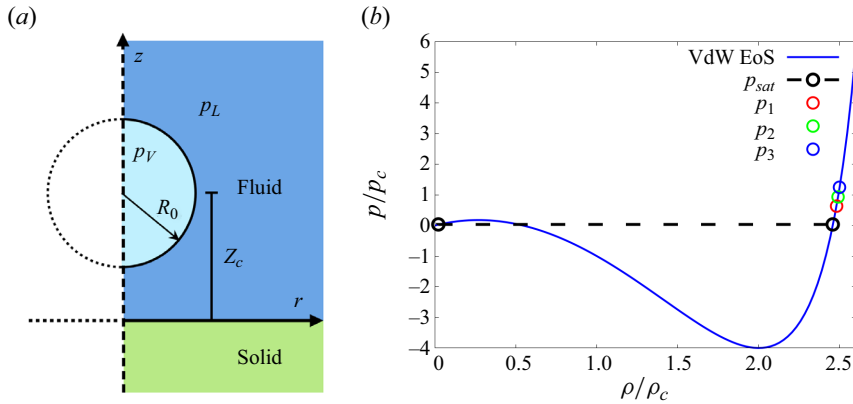 (a)
z
p_L
p_V
Fluid
R_0
Z_c
r
Solid
(b)
6
5
4
3
2
1
0
−1
−2
−3
−4
p/p_c
VdW EoS
p_sat
p_1
p_2
p_3
0 0.5 1.0 1.5 2.0 2.5
ρ/ρ_c